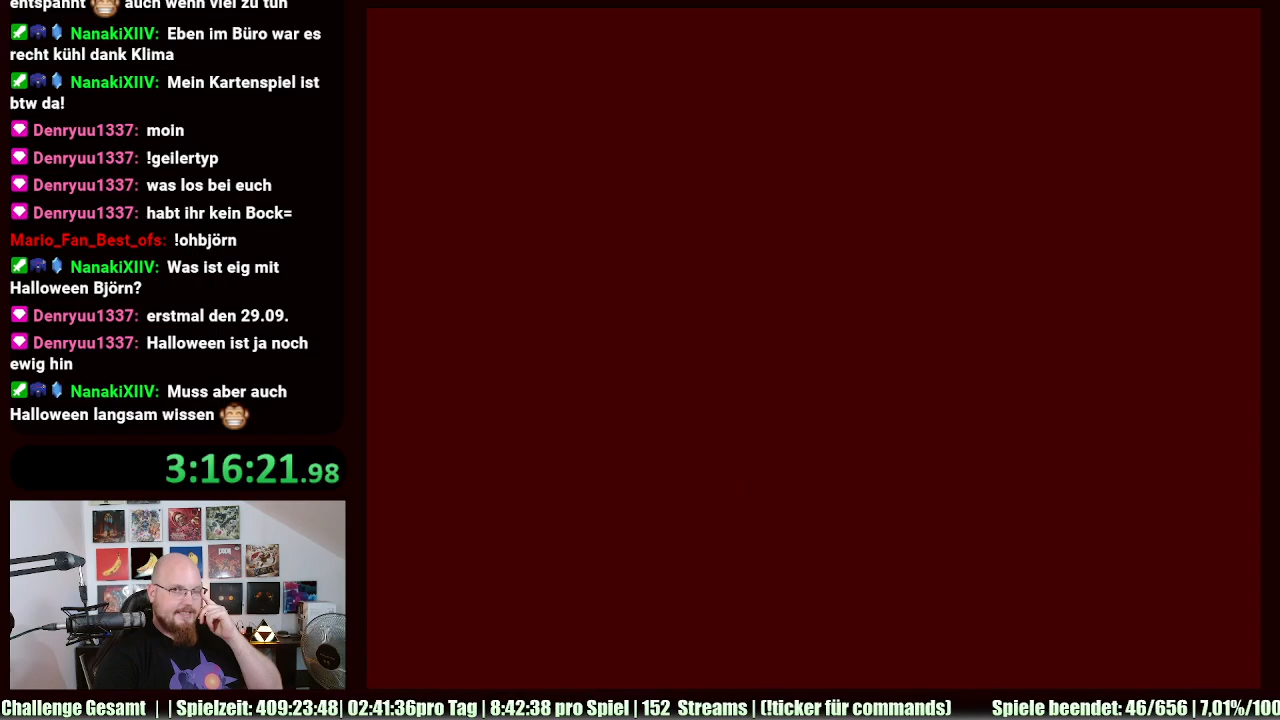 entspannt auch wenn viel zu tun
NanakiXIIV: Eben im Büro war es
recht kühl dank Klima
NanakiXIIV: Mein Kartenspiel ist
btw da!
Denryuu1337: moin
Denryuu1337: !geilertyp
Denryuu1337: was los bei euch
Denryuu1337: habt ihr kein Bock=
Mario_Fan_Best_ofs: !ohbjörn
NanakiXIIV: Was ist eig mit
Halloween Björn?
Denryuu1337: erstmal den 29.09.
Denryuu1337: Halloween ist ja noch
ewig hin
NanakiXIIV: Muss aber auch
Halloween langsam wissen
3:16:21.98
Challenge Gesamt | | Spielzeit: 409:23:48| 02:41:36pro Tag | 8:42:38 pro Spiel | 152 Streams | (!ticker für commands) Spiele beendet: 46/656 | 7,01%/100